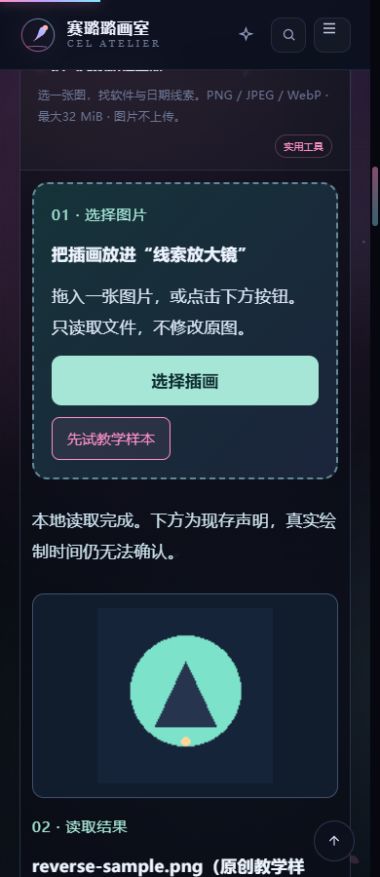 赛璐璐画室
CEL ATELIER
选一张图，找软件与日期线索。PNG / JPEG / WebP ·
最大32 MiB · 图片不上传。
实用工具
01 · 选择图片
把插画放进“线索放大镜”
拖入一张图片，或点击下方按钮。
只读取文件，不修改原图。
选择插画
先试教学样本
本地读取完成。下方为现存声明，真实绘
制时间仍无法确认。
02 · 读取结果
reverse-sample.png（原创教学样